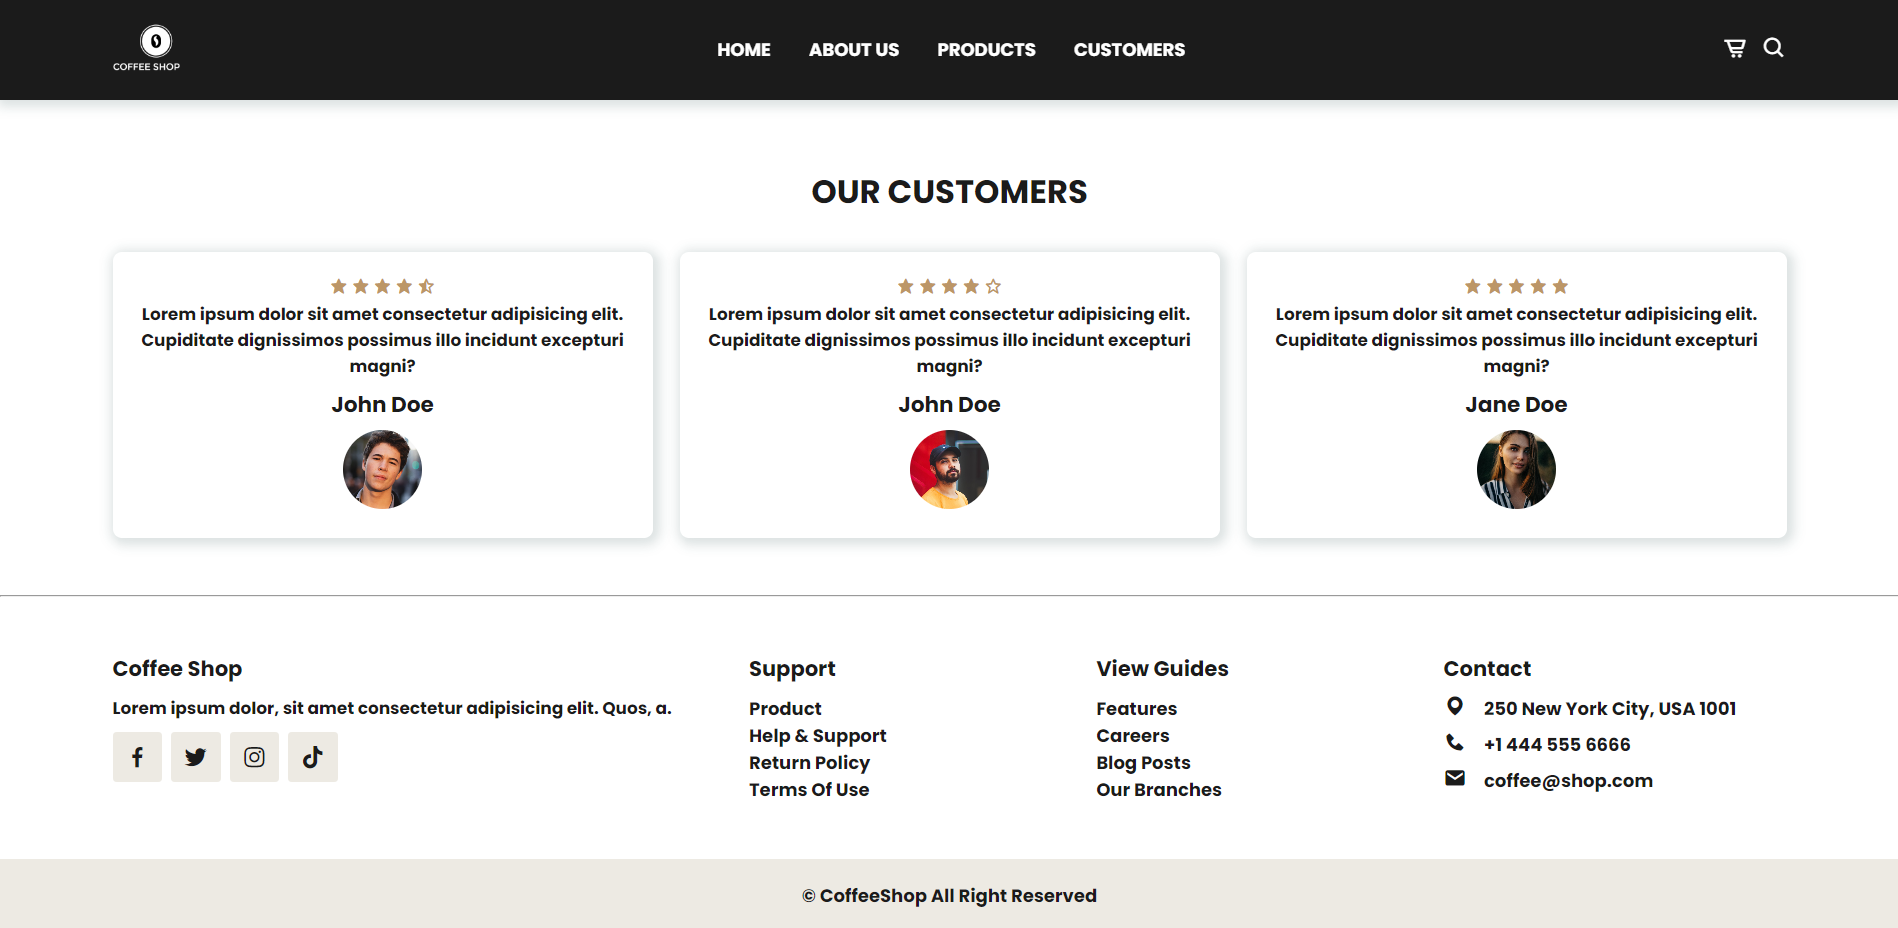 COFFEE SHOP
HOME ABOUT US PRODUCTS CUSTOMERS
OUR CUSTOMERS
Lorem ipsum dolor sit amet consectetur adipisicing elit.
Cupiditate dignissimos possimus illo incidunt excepturi
magni?
John Doe
Lorem ipsum dolor sit amet consectetur adipisicing elit.
Cupiditate dignissimos possimus illo incidunt excepturi
magni?
John Doe
Lorem ipsum dolor sit amet consectetur adipisicing elit.
Cupiditate dignissimos possimus illo incidunt excepturi
magni?
Jane Doe
Coffee Shop
Lorem ipsum dolor, sit amet consectetur adipisicing elit. Quos, a.
Support
Product
Help & Support
Return Policy
Terms Of Use
View Guides
Features
Careers
Blog Posts
Our Branches
Contact
250 New York City, USA 1001
+1 444 555 6666
coffee@shop.com
© CoffeeShop All Right Reserved